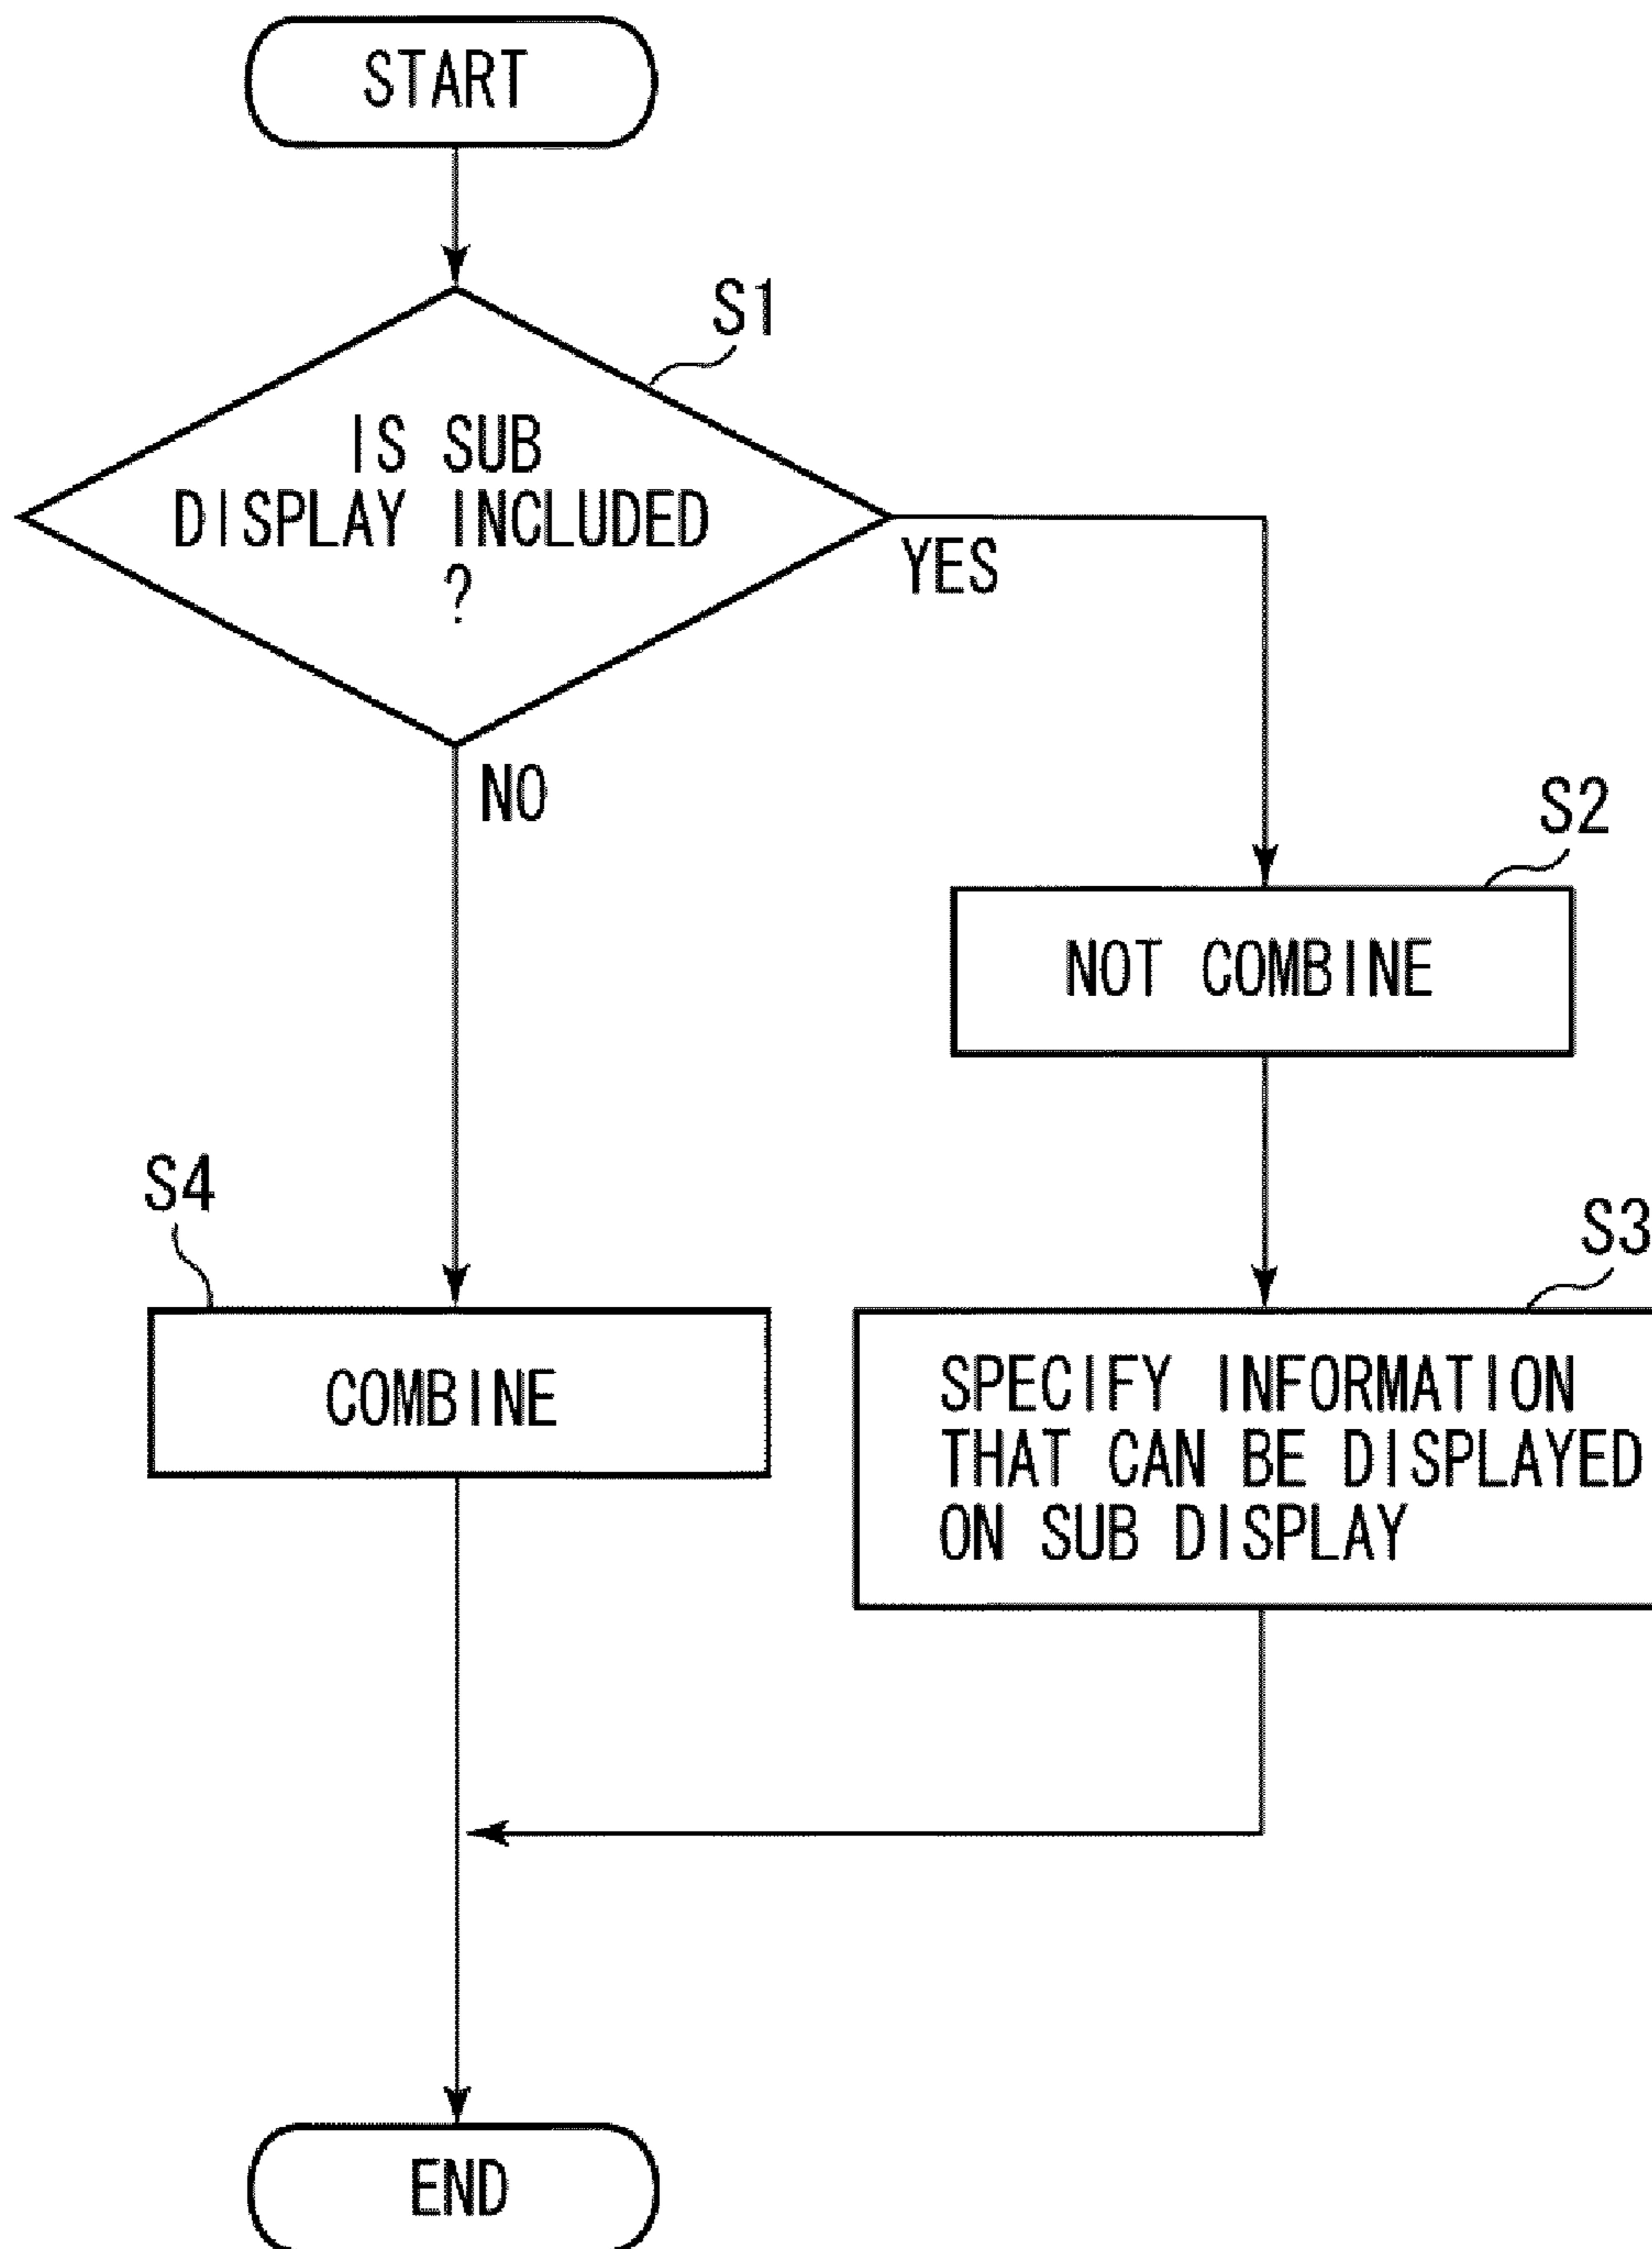 START
S1
IS SUB
DISPLAY INCLUDED
?
YES
NO
S2
NOT COMBINE
S4
S3
COMBINE
SPECIFY INFORMATION
THAT CAN BE DISPLAYED
ON SUB DISPLAY
END